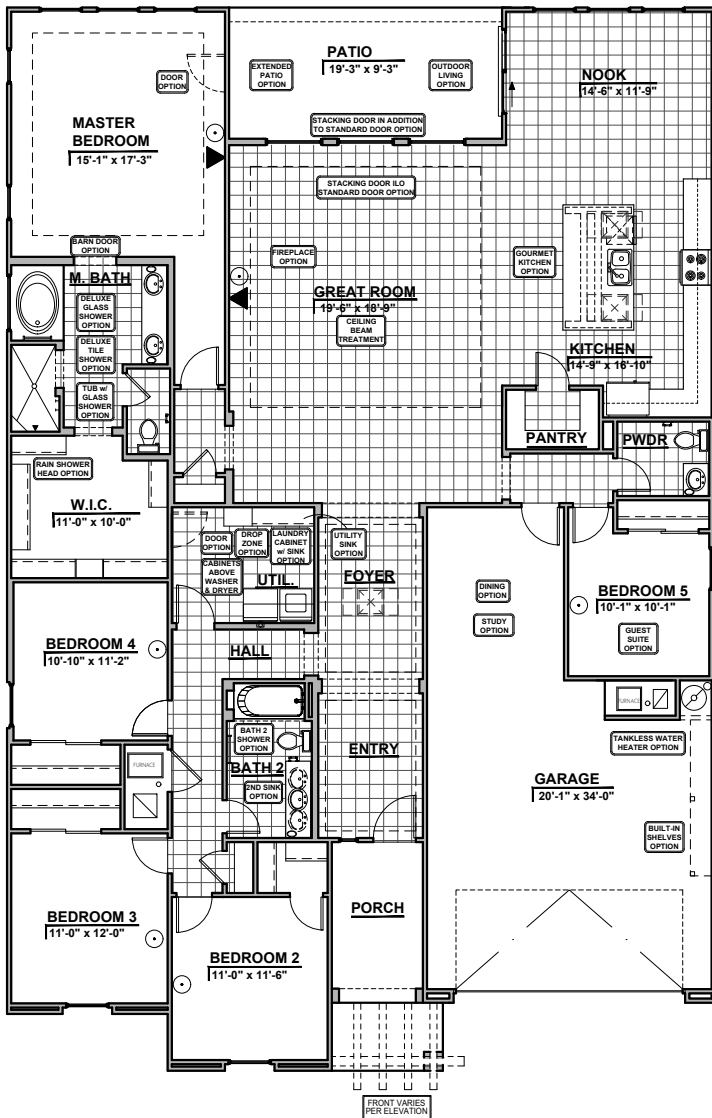 PATIO
19'-3" x 9'-3"
EXTENDED
PATIO
OPTION
OUTDOOR
LIVING
OPTION
NOOK
14'-6" x 11'-9"
DOOR
OPTION
MASTER
BEDROOM
15'-1" x 17'-3"
STACKING DOOR IN ADDITION
TO STANDARD DOOR OPTION
STACKING DOOR ILO
STANDARD DOOR OPTION
BARN DOOR
OPTION
FIREPLACE
OPTION
GOURMET
KITCHEN
OPTION
M. BATH
DELUXE
GLASS
SHOWER
OPTION
GREAT ROOM
19'-6" x 18'-9"
CEILING
BEAM
TREATMENT
DELUXE
TILE
SHOWER
OPTION
KITCHEN
14'-9" x 16'-10"
TUB w/
GLASS
SHOWER
OPTION
PANTRY
PWDR
RAIN SHOWER
HEAD OPTION
W.I.C.
11'-0" x 10'-0"
DOOR
OPTION
DROP
ZONE
OPTION
LAUNDRY
CABINET
w/ SINK
OPTION
UTILITY
SINK
OPTION
CABINETS
ABOVE
WASHER
& DRYER
UTIL.
FOYER
DINING
OPTION
STUDY
OPTION
BEDROOM 5
10'-1" x 10'-1"
GUEST
SUITE
OPTION
BEDROOM 4
10'-10" x 11'-2"
HALL
FURNACE
BATH 2
SHOWER
OPTION
BATH 2
2ND SINK
OPTION
ENTRY
TANKLESS WATER
HEATER OPTION
FURNACE
GARAGE
20'-1" x 34'-0"
BUILT-IN
SHELVES
OPTION
BEDROOM 3
11'-0" x 12'-0"
PORCH
BEDROOM 2
11'-0" x 11'-6"
FRONT VARIES
PER ELEVATION